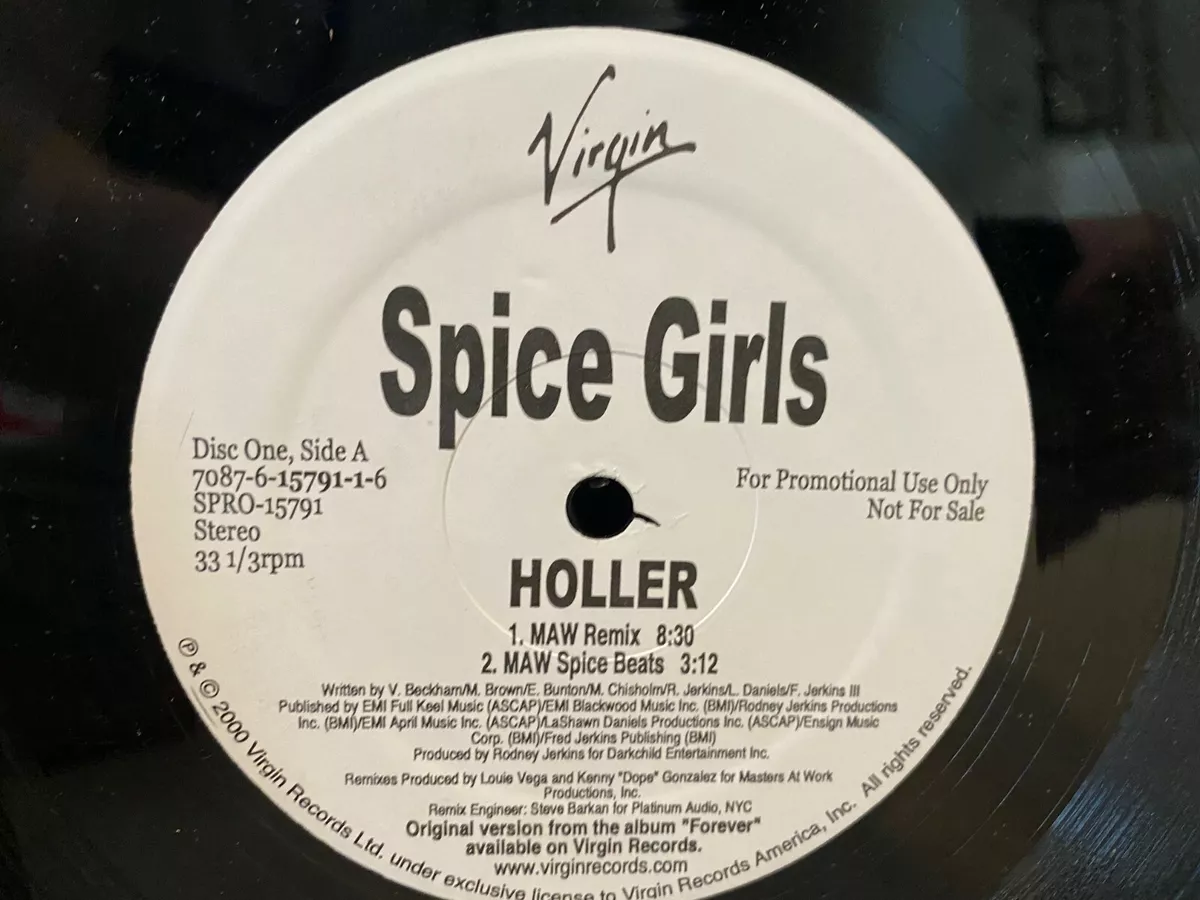 Virgin
Spice Girls
Disc One, Side A
7087-6-15791-1-6
SPRO-15791
Stereo
33 1/3rpm
For Promotional Use Only
Not For Sale
HOLLER
1. MAW Remix 8:30
2. MAW Spice Beats 3:12
Written by V. Beckham/M. Brown/E. Bunton/M. Chisholm/R. Jerkins/L. Daniels/F. Jerkins III
Published by EMI Full Keel Music (ASCAP)/EMI Blackwood Music Inc. (BMI)/Rodney Jerkins Productions
Inc. (BMI)/EMI April Music Inc. (ASCAP)/LaShawn Daniels Productions Inc. (ASCAP)/Ensign Music
Corp. (BMI)/Fred Jerkins Publishing (BMI)
Produced by Rodney Jerkins for Darkchild Entertainment Inc.
Remixes Produced by Louie Vega and Kenny "Dope" Gonzalez for Masters At Work
Productions, Inc.
Remix Engineer: Steve Barkan for Platinum Audio, NYC
Original version from the album "Forever"
available on Virgin Records.
www.virginrecords.com
℗ & © 2000 Virgin Records Ltd. under exclusive license to Virgin Records America, Inc. All rights reserved.